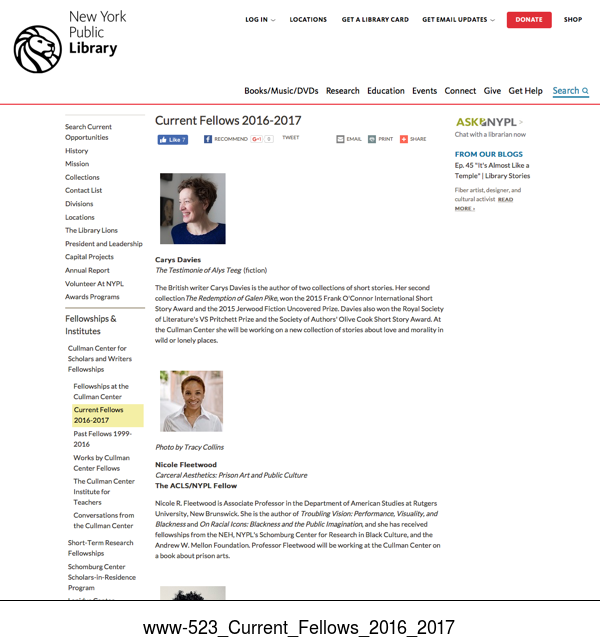 New York
Public
Library
LOG IN
LOCATIONS
GET A LIBRARY CARD
GET EMAIL UPDATES
DONATE
SHOP
Books/Music/DVDs Research Education Events Connect Give Get Help Search
Search Current
Opportunities
History
Mission
Collections
Contact List
Divisions
Locations
The Library Lions
President and Leadership
Capital Projects
Annual Report
Volunteer At NYPL
Awards Programs
Fellowships &
Institutes
Cullman Center for
Scholars and Writers
Fellowships
Fellowships at the
Cullman Center
Current Fellows
2016-2017
Past Fellows 1999-
2016
Works by Cullman
Center Fellows
The Cullman Center
Institute for
Teachers
Conversations from
the Cullman Center
Short-Term Research
Fellowships
Schomburg Center
Scholars-in-Residence
Program
Current Fellows 2016-2017
Like 7
RECOMMEND
G+1 0
TWEET
EMAIL
PRINT
SHARE
Carys Davies
The Testimonie of Alys Teeg (fiction)
The British writer Carys Davies is the author of two collections of short stories. Her second
collectionThe Redemption of Galen Pike, won the 2015 Frank O'Connor International Short
Story Award and the 2015 Jerwood Fiction Uncovered Prize. Davies also won the Royal Society
of Literature's VS Pritchett Prize and the Society of Authors' Olive Cook Short Story Award. At
the Cullman Center she will be working on a new collection of stories about love and morality in
wild or lonely places.
Photo by Tracy Collins
Nicole Fleetwood
Carceral Aesthetics: Prison Art and Public Culture
The ACLS/NYPL Fellow
Nicole R. Fleetwood is Associate Professor in the Department of American Studies at Rutgers
University, New Brunswick. She is the author of Troubling Vision: Performance, Visuality, and
Blackness and On Racial Icons: Blackness and the Public Imagination, and she has received
fellowships from the NEH, NYPL's Schomburg Center for Research in Black Culture, and the
Andrew W. Mellon Foundation. Professor Fleetwood will be working at the Cullman Center on
a book about prison arts.
ASK NYPL >
Chat with a librarian now
FROM OUR BLOGS
Ep. 45 "It's Almost Like a
Temple" | Library Stories
Fiber artist, designer, and
cultural activist READ
MORE ›
www-523_Current_Fellows_2016_2017